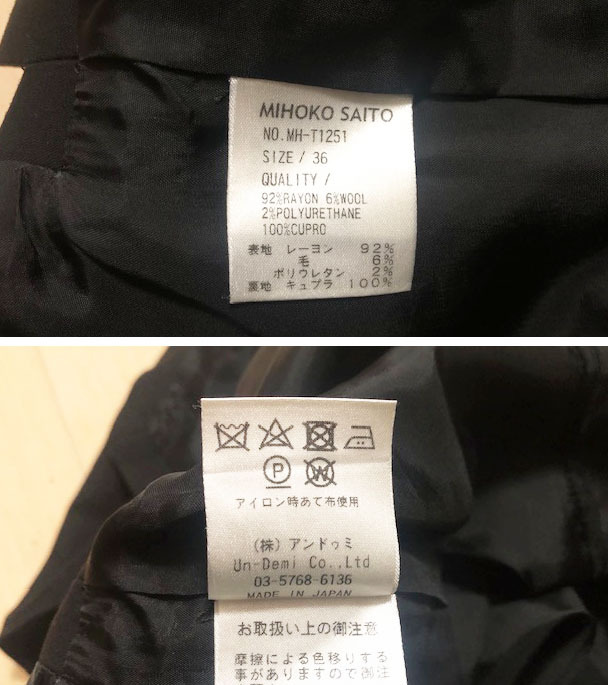 MIHOKO SAITO
NO.MH-T1251
SIZE / 36
QUALITY /
92%RAYON 6%WOOL
2%POLYURETHANE
100%CUPRO
表地 レーヨン 92%
毛 6%
ポリウレタン 2%
裏地 キュプラ 100%
P
W
アイロン時あて布使用
(株) アンドゥミ
Un-Demi Co.,Ltd
03-5768-6136
MADE IN JAPAN
お取扱い上の御注意
摩擦による色移りする
事がありますので御注